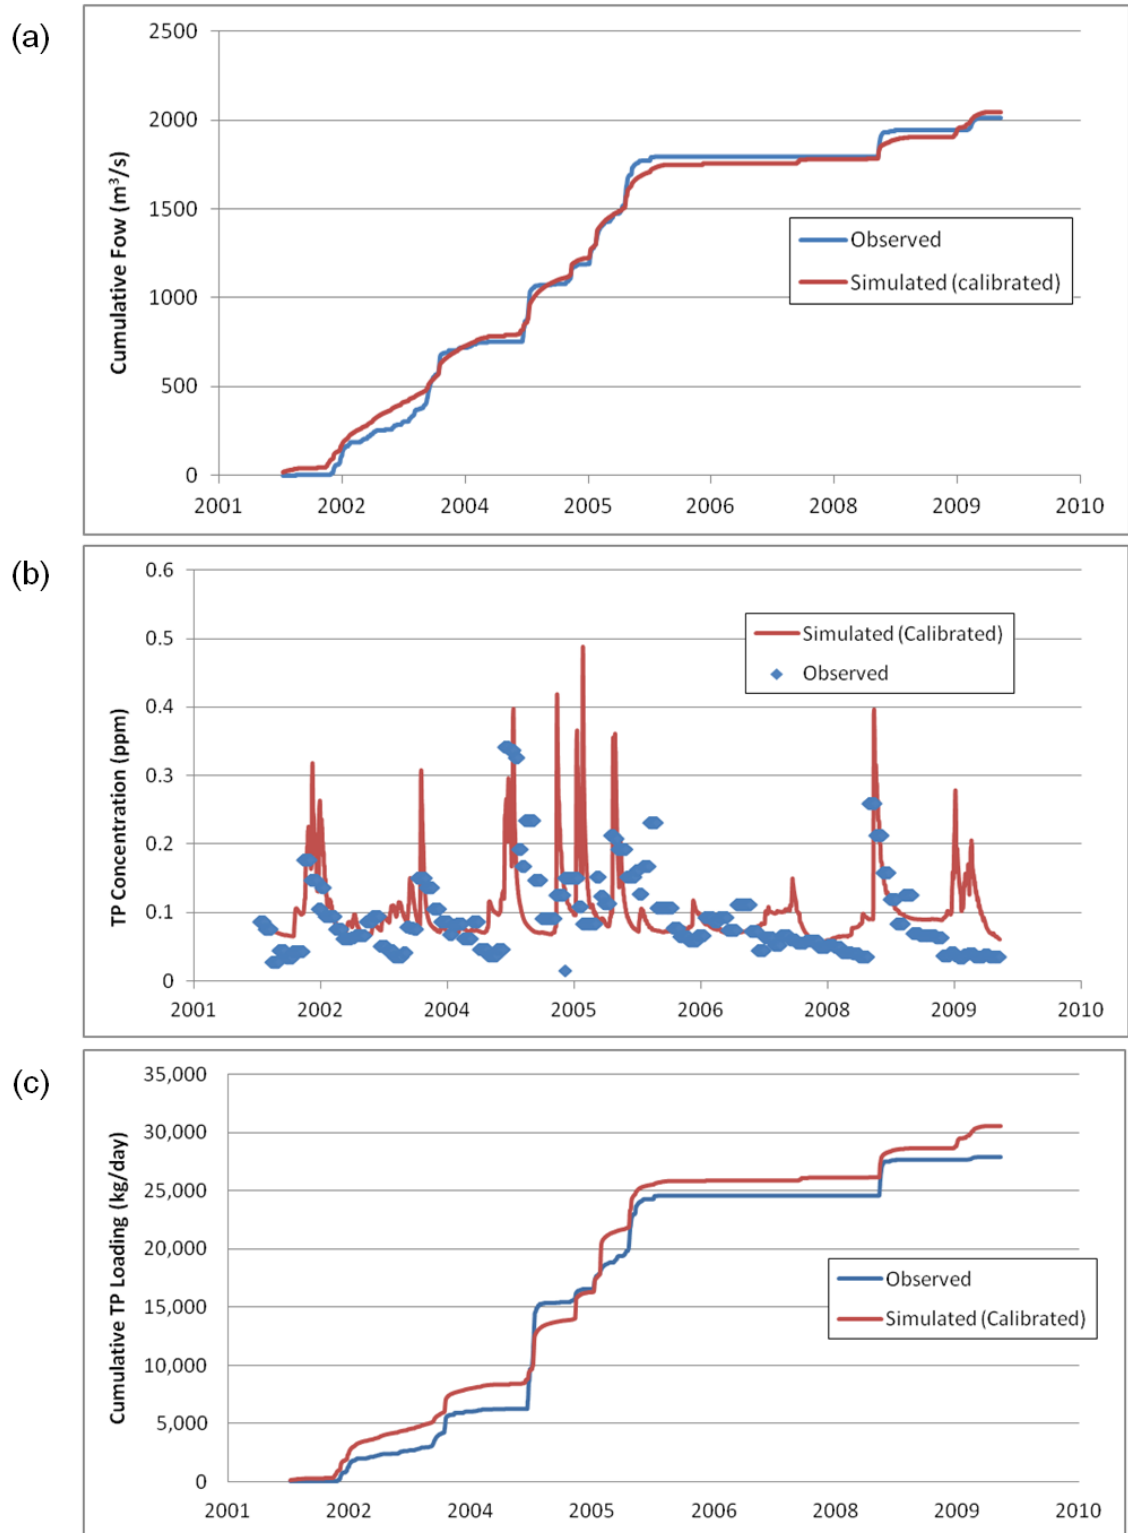 (a)
2500
2000
1500
1000
500
0
Cumulative Fow (m³/s)
Observed
Simulated (calibrated)
2001 2002 2004 2005 2006 2008 2009 2010
(b)
0.6
0.5
0.4
0.3
0.2
0.1
0
TP Concentration (ppm)
Simulated (Calibrated)
Observed
2001 2002 2004 2005 2006 2008 2009 2010
(c)
35,000
30,000
25,000
20,000
15,000
10,000
5,000
0
Cumulative TP Loading (kg/day)
Observed
Simulated (Calibrated)
2001 2002 2004 2005 2006 2008 2009 2010